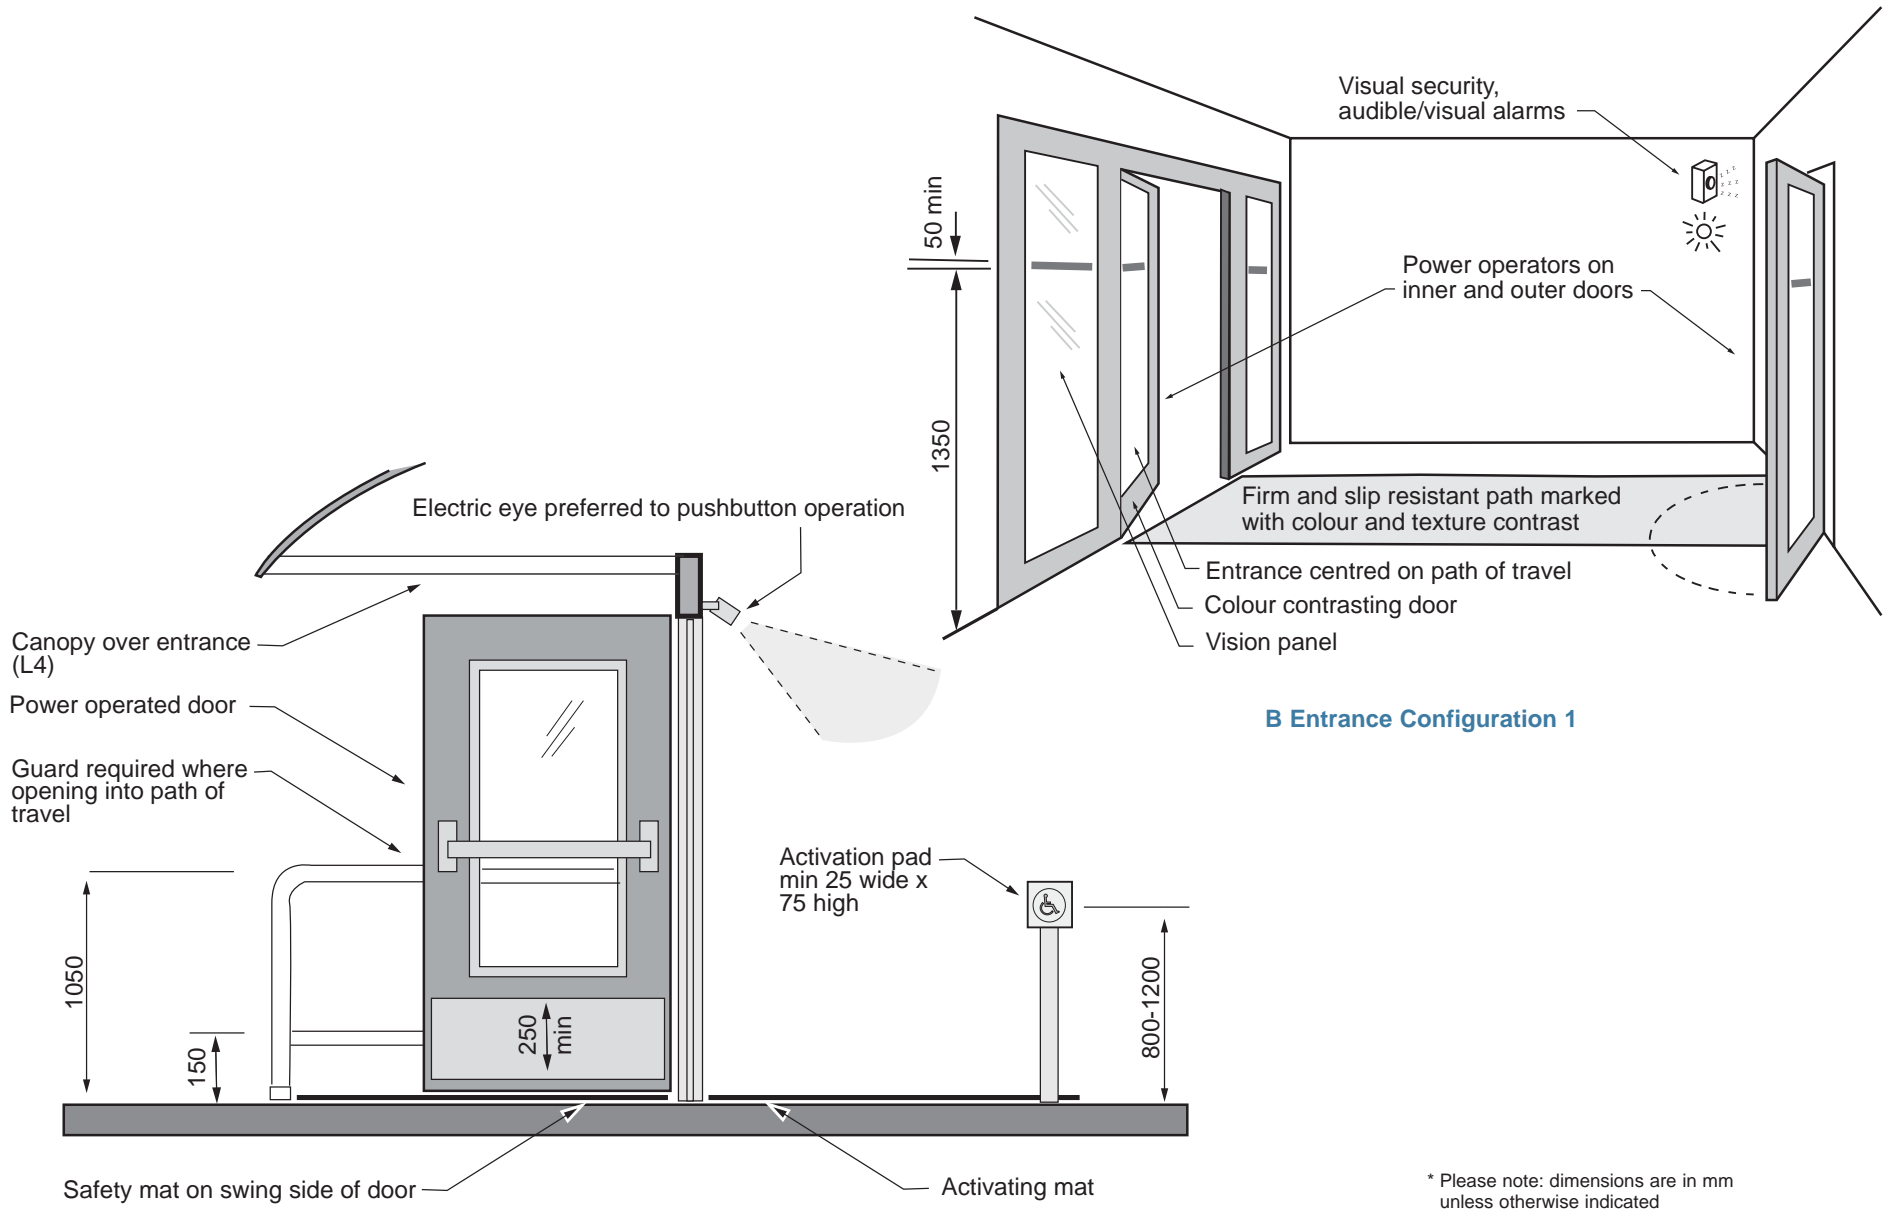 Visual security,
audible/visual alarms
50 min
Power operators on
inner and outer doors
1350
Firm and slip resistant path marked
with colour and texture contrast
Entrance centred on path of travel
Colour contrasting door
Vision panel
B Entrance Configuration 1
Electric eye preferred to pushbutton operation
Canopy over entrance
(L4)
Power operated door
Guard required where
opening into path of
travel
Activation pad
min 25 wide x
75 high
1050
150
250
min
800-1200
Safety mat on swing side of door
Activating mat
* Please note: dimensions are in mm
unless otherwise indicated